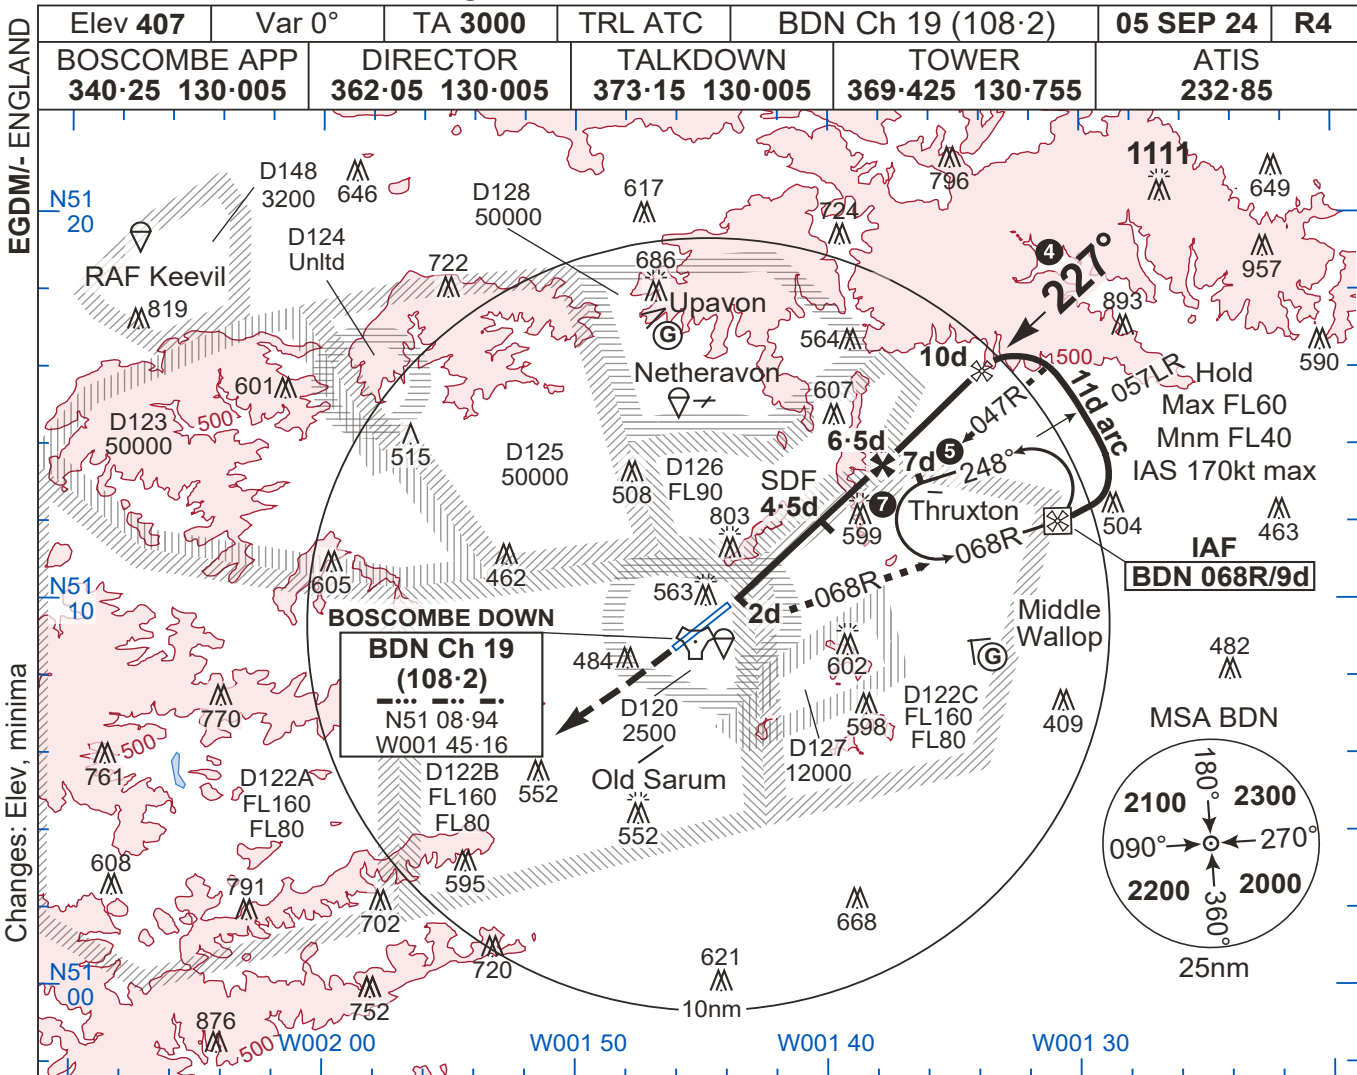 Elev 407
Var 0°
TA 3000
TRL ATC
BDN Ch 19 (108·2)
05 SEP 24
R4
BOSCOMBE APP
340·25 130·005
DIRECTOR
362·05 130·005
TALKDOWN
373·15 130·005
TOWER
369·425 130·755
ATIS
232·85
EGDM/- ENGLAND
Changes: Elev, minima
N51
20
D148
3200
646
D128
50000
617
796
1111
649
724
D124
Unltd
RAF Keevil
819
722
686
Upavon
G
4
227°
957
893
590
564
10d
500
057LR
Hold
Max FL60
Mnm FL40
IAS 170kt max
11d arc
047R
Netheravon
601
607
D123
50000
500
515
D125
50000
508
D126
FL90
6·5d
7d
5
248°
SDF
4·5d
7
Thruxton
803
599
504
463
068R
IAF
BDN 068R/9d
605
462
N51
10
563
068R
2d
BOSCOMBE DOWN
BDN Ch 19
(108·2)
N51 08·94
W001 45·16
484
Middle
Wallop
G
602
482
D120
2500
598
D122C
FL160
FL80
409
D127
12000
770
500
761
D122A
FL160
FL80
D122B
FL160
FL80
552
Old Sarum
552
MSA BDN
180°
2100
2300
090°
270°
2200
2000
360°
25nm
608
791
595
702
668
720
621
10nm
N51
00
752
876
500
W002 00
W001 50
W001 40
W001 30